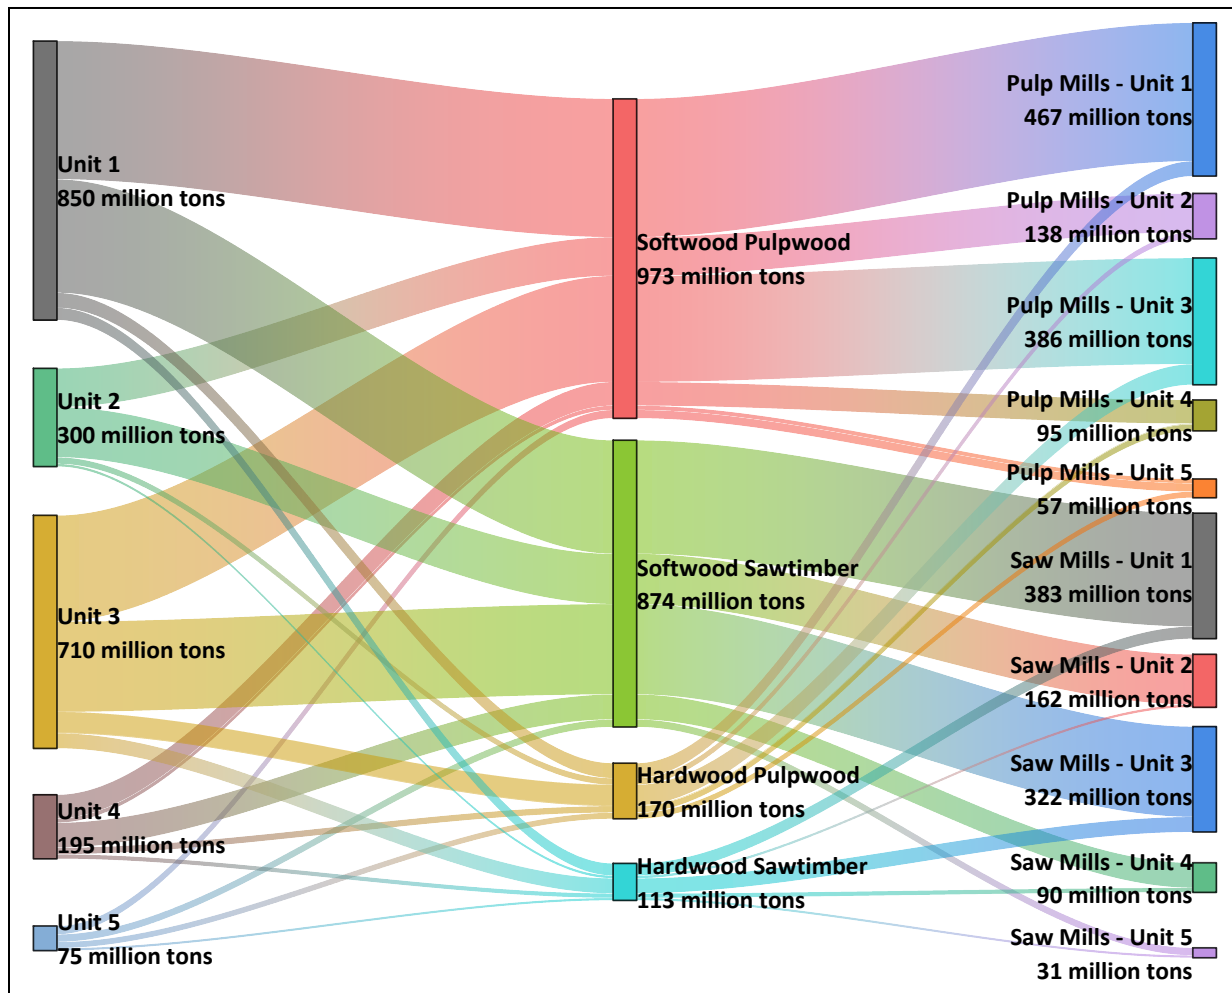 Unit 1
850 million tons
Unit 2
300 million tons
Unit 3
710 million tons
Unit 4
195 million tons
Unit 5
75 million tons
Softwood Pulpwood
973 million tons
Softwood Sawtimber
874 million tons
Hardwood Pulpwood
170 million tons
Hardwood Sawtimber
113 million tons
Pulp Mills - Unit 1
467 million tons
Pulp Mills - Unit 2
138 million tons
Pulp Mills - Unit 3
386 million tons
Pulp Mills - Unit 4
95 million tons
Pulp Mills - Unit 5
57 million tons
Saw Mills - Unit 1
383 million tons
Saw Mills - Unit 2
162 million tons
Saw Mills - Unit 3
322 million tons
Saw Mills - Unit 4
90 million tons
Saw Mills - Unit 5
31 million tons